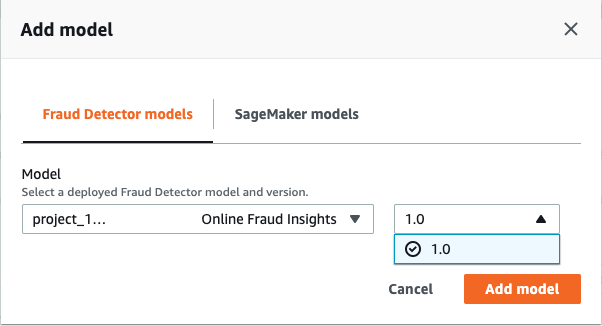 Add model
Fraud Detector models
SageMaker models
Model
Select a deployed Fraud Detector model and version.
project_1... Online Fraud Insights
1.0
1.0
Cancel
Add model